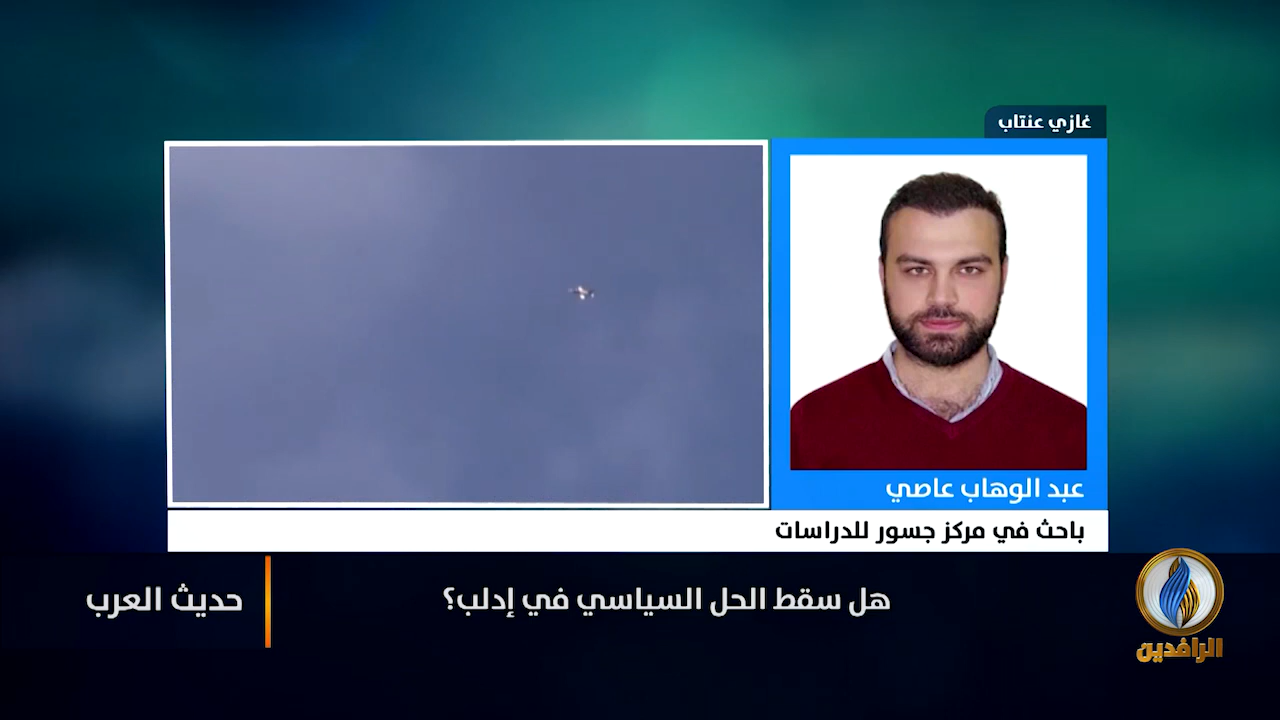 غازي عنتاب
عبد الوهاب عاصي
باحث في مركز جسور للدراسات
هل سقط الحل السياسي في إدلب؟
حديث العرب
الرافدين